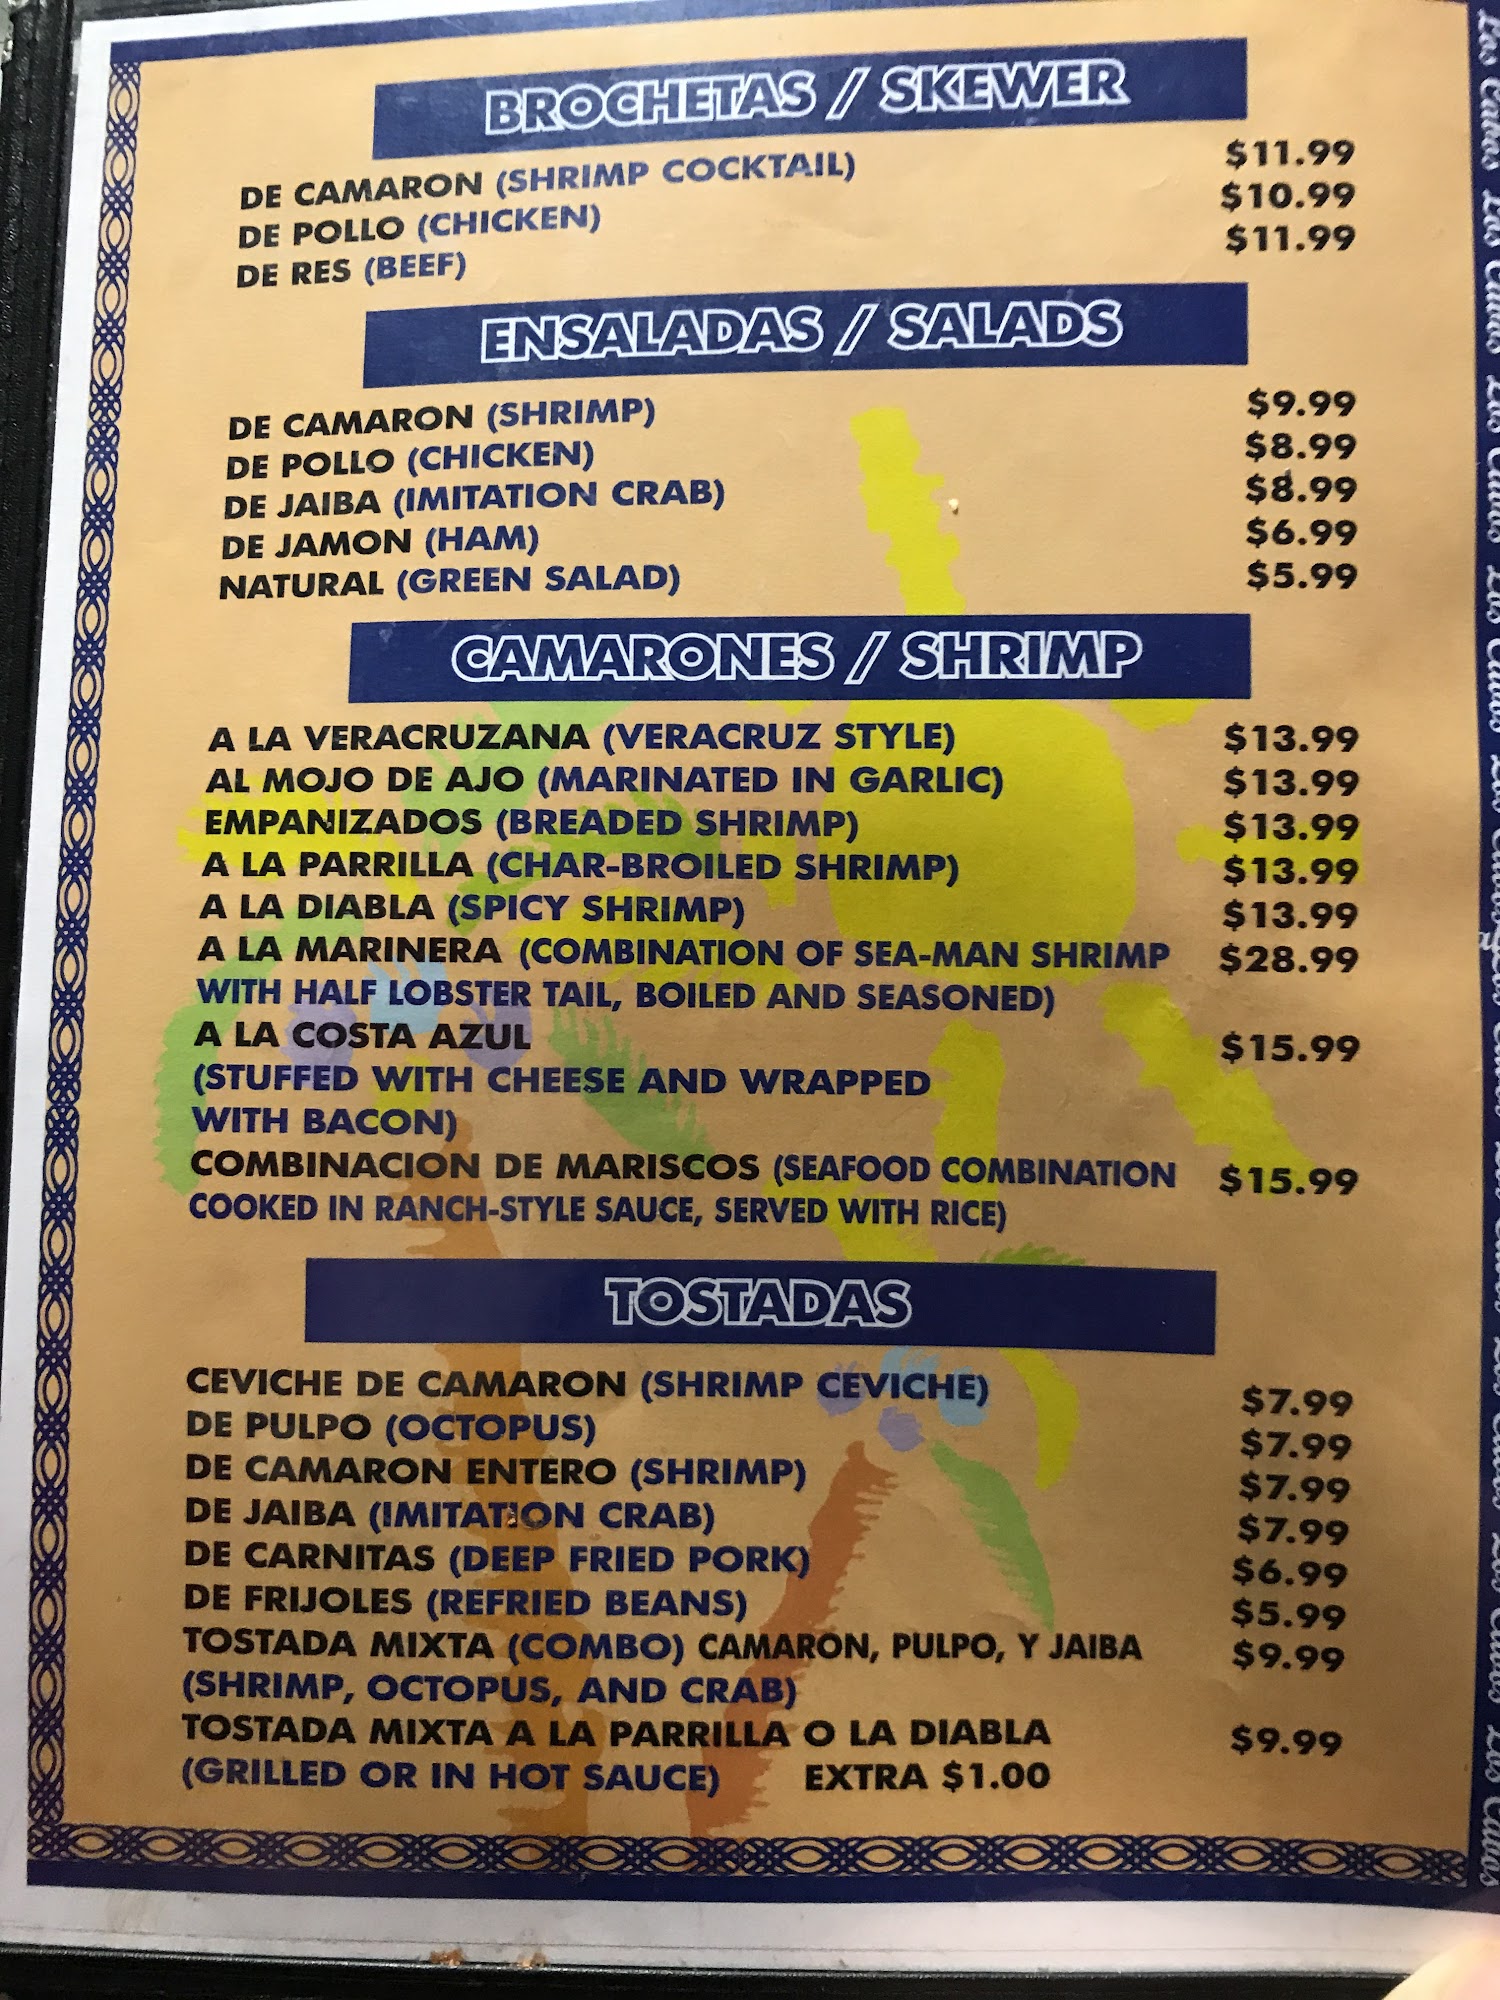 BROCHETAS / SKEWER
DE CAMARON (SHRIMP COCKTAIL) $11.99
DE POLLO (CHICKEN) $10.99
DE RES (BEEF) $11.99
ENSALADAS / SALADS
DE CAMARON (SHRIMP) $9.99
DE POLLO (CHICKEN) $8.99
DE JAIBA (IMITATION CRAB) $8.99
DE JAMON (HAM) $6.99
NATURAL (GREEN SALAD) $5.99
CAMARONES / SHRIMP
A LA VERACRUZANA (VERACRUZ STYLE) $13.99
AL MOJO DE AJO (MARINATED IN GARLIC) $13.99
EMPANIZADOS (BREADED SHRIMP) $13.99
A LA PARRILLA (CHAR-BROILED SHRIMP) $13.99
A LA DIABLA (SPICY SHRIMP) $13.99
A LA MARINERA (COMBINATION OF SEA-MAN SHRIMP $28.99
WITH HALF LOBSTER TAIL, BOILED AND SEASONED)
A LA COSTA AZUL $15.99
(STUFFED WITH CHEESE AND WRAPPED
WITH BACON)
COMBINACION DE MARISCOS (SEAFOOD COMBINATION $15.99
COOKED IN RANCH-STYLE SAUCE, SERVED WITH RICE)
TOSTADAS
CEVICHE DE CAMARON (SHRIMP CEVICHE) $7.99
DE PULPO (OCTOPUS) $7.99
DE CAMARON ENTERO (SHRIMP) $7.99
DE JAIBA (IMITATION CRAB) $7.99
DE CARNITAS (DEEP FRIED PORK) $6.99
DE FRIJOLES (REFRIED BEANS) $5.99
TOSTADA MIXTA (COMBO) CAMARON, PULPO, Y JAIBA $9.99
(SHRIMP, OCTOPUS, AND CRAB)
TOSTADA MIXTA A LA PARRILLA O LA DIABLA $9.99
(GRILLED OR IN HOT SAUCE) EXTRA $1.00